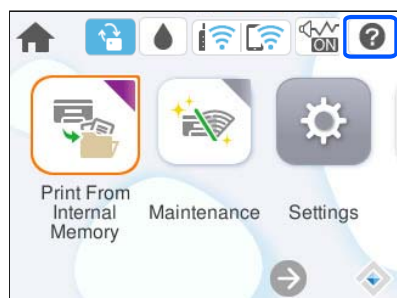 ON
?
Print From
Internal
Memory
Maintenance
Settings